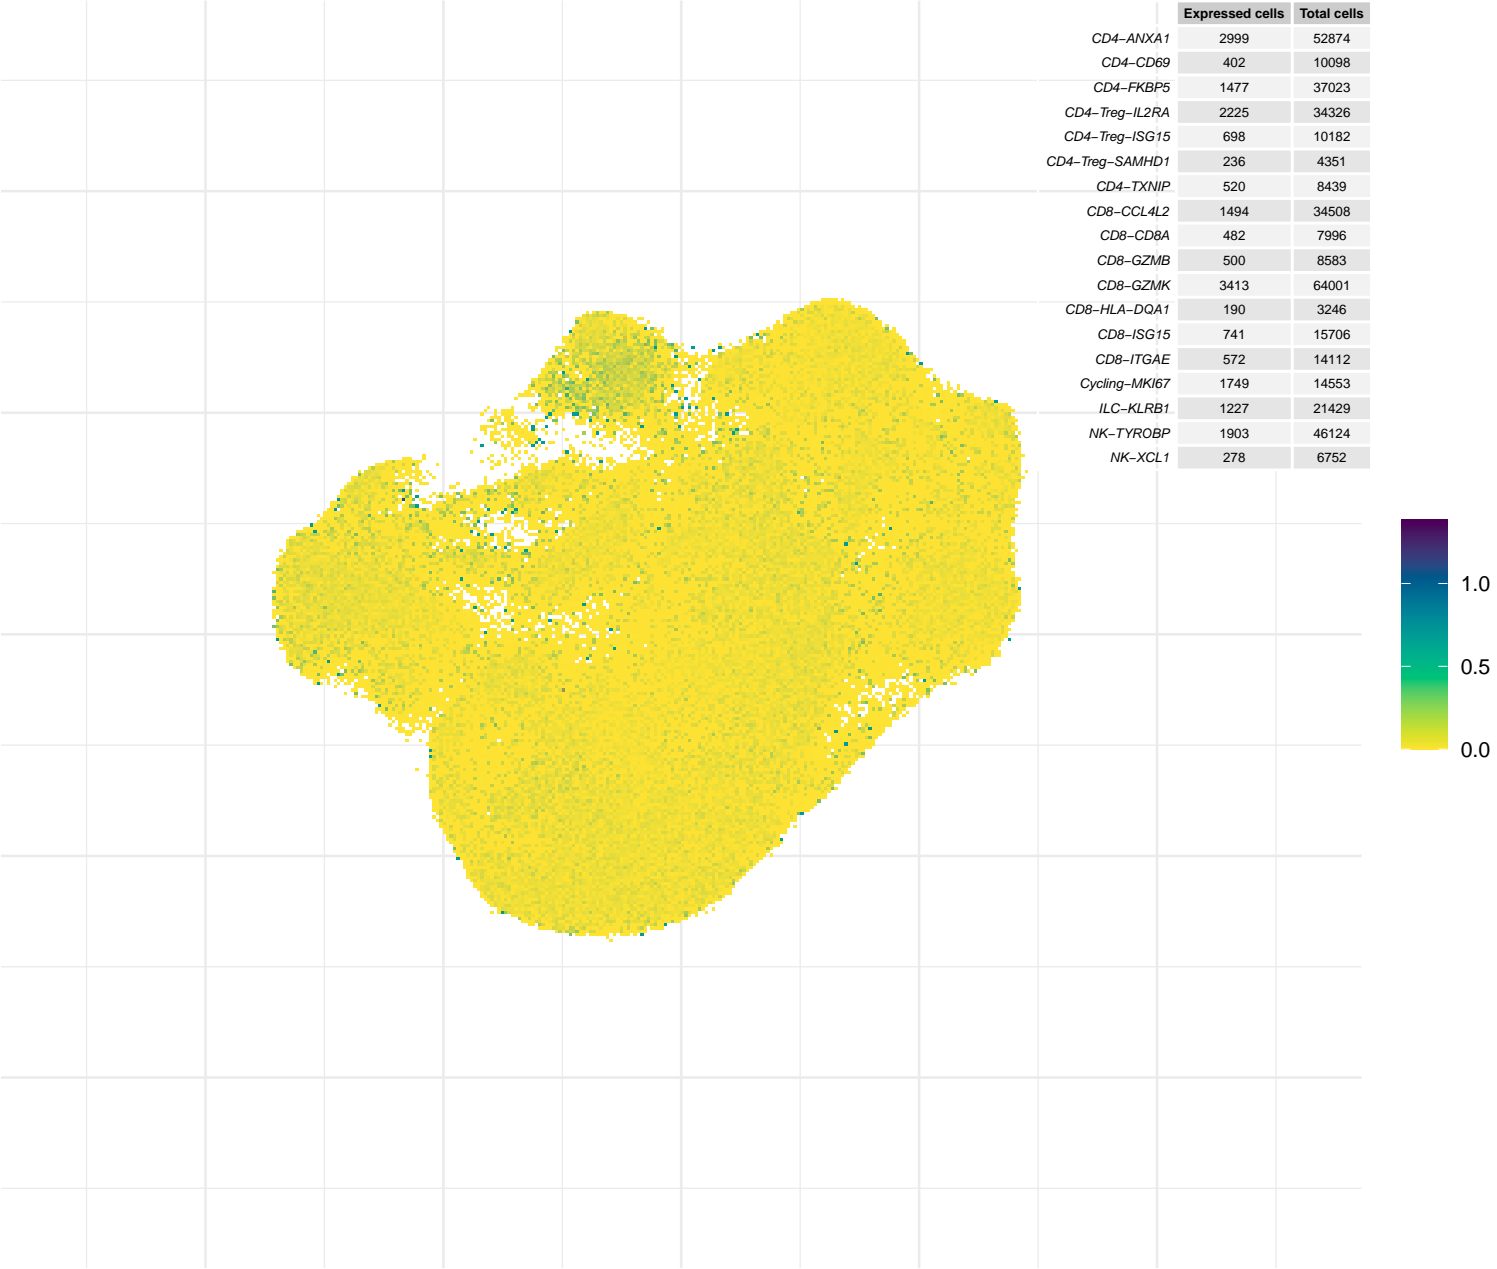 Expressed cells Total cells
CD4−ANXA1 2999 52874
CD4−CD69 402 10098
CD4−FKBP5 1477 37023
CD4−Treg−IL2RA 2225 34326
CD4−Treg−ISG15 698 10182
CD4−Treg−SAMHD1 236 4351
CD4−TXNIP 520 8439
CD8−CCL4L2 1494 34508
CD8−CD8A 482 7996
CD8−GZMB 500 8583
CD8−GZMK 3413 64001
CD8−HLA−DQA1 190 3246
CD8−ISG15 741 15706
CD8−ITGAE 572 14112
Cycling−MKI67 1749 14553
ILC−KLRB1 1227 21429
NK−TYROBP 1903 46124
NK−XCL1 278 6752
1.0
0.5
0.0